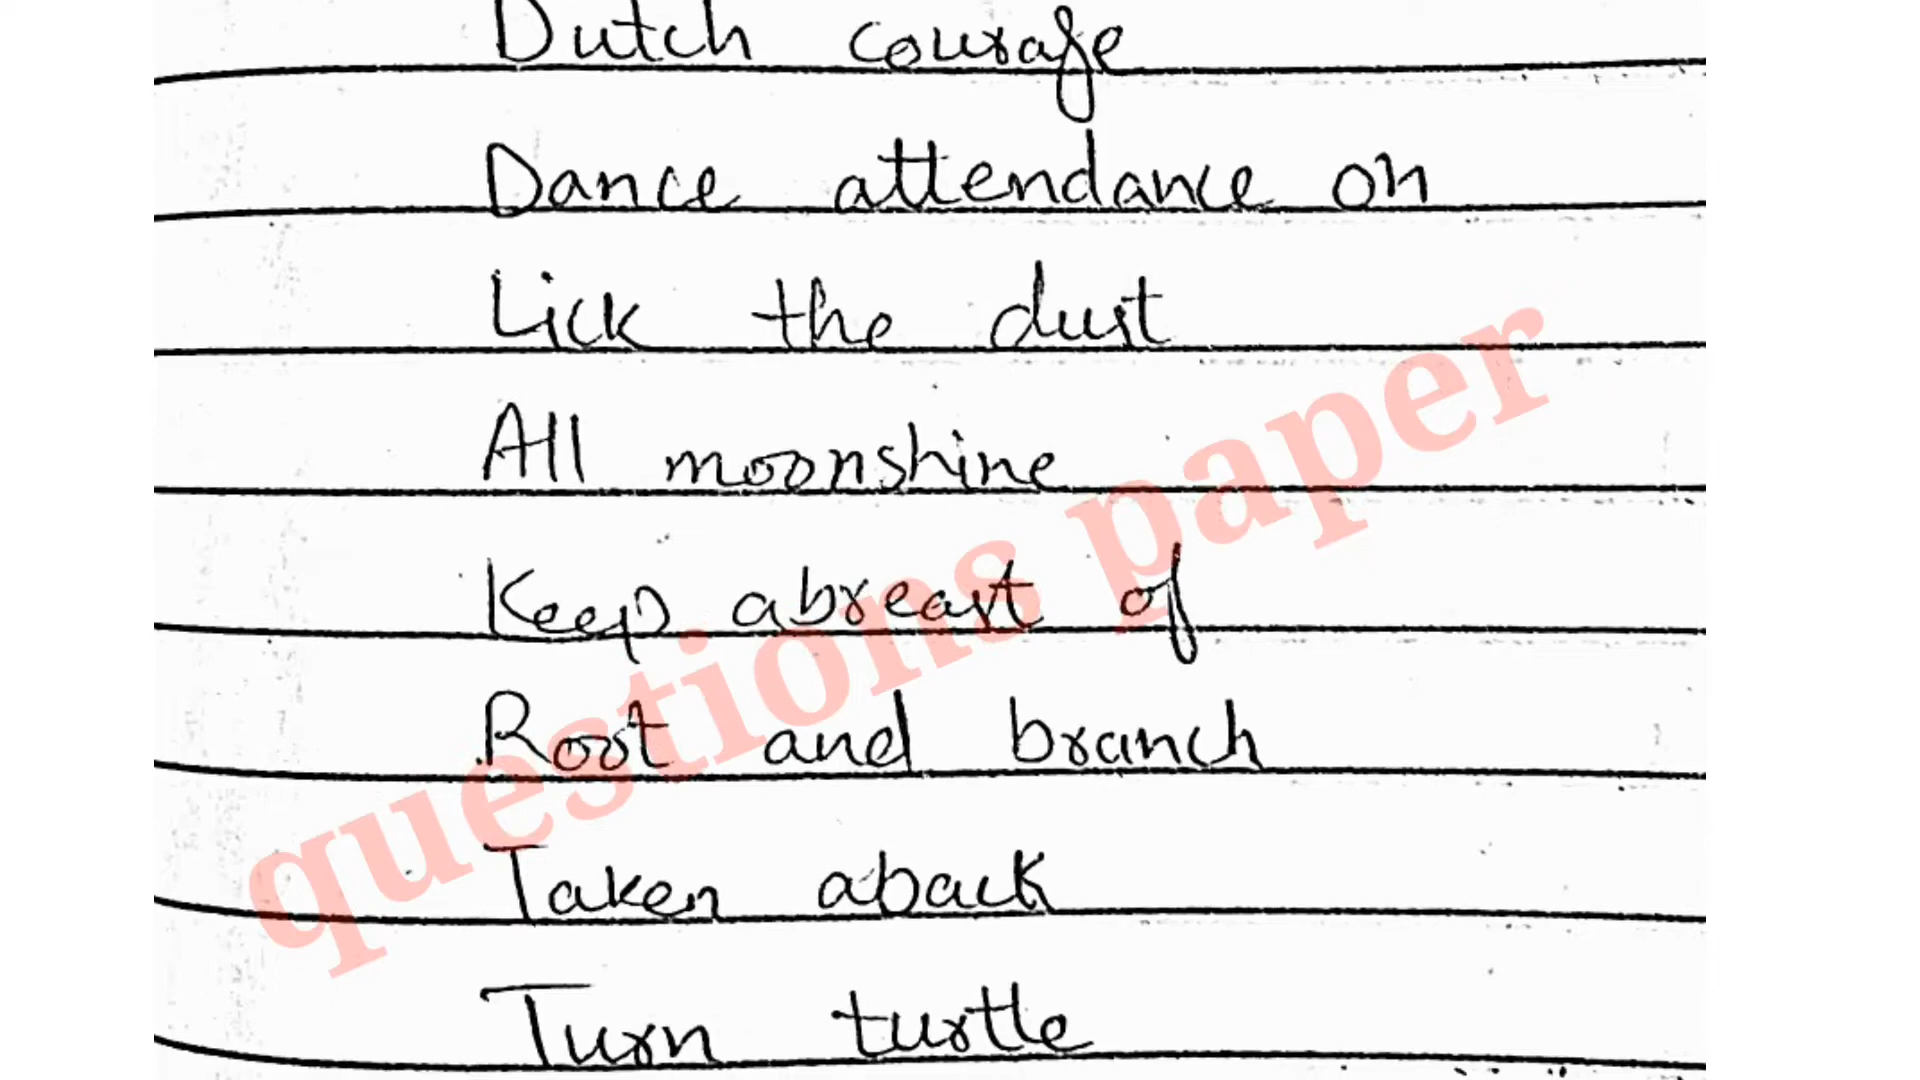 Dutch courage
Dance attendance on
Lick the dust
All moonshine
Keep abreast of
Root and branch
Taken aback
Turn turtle
questions paper